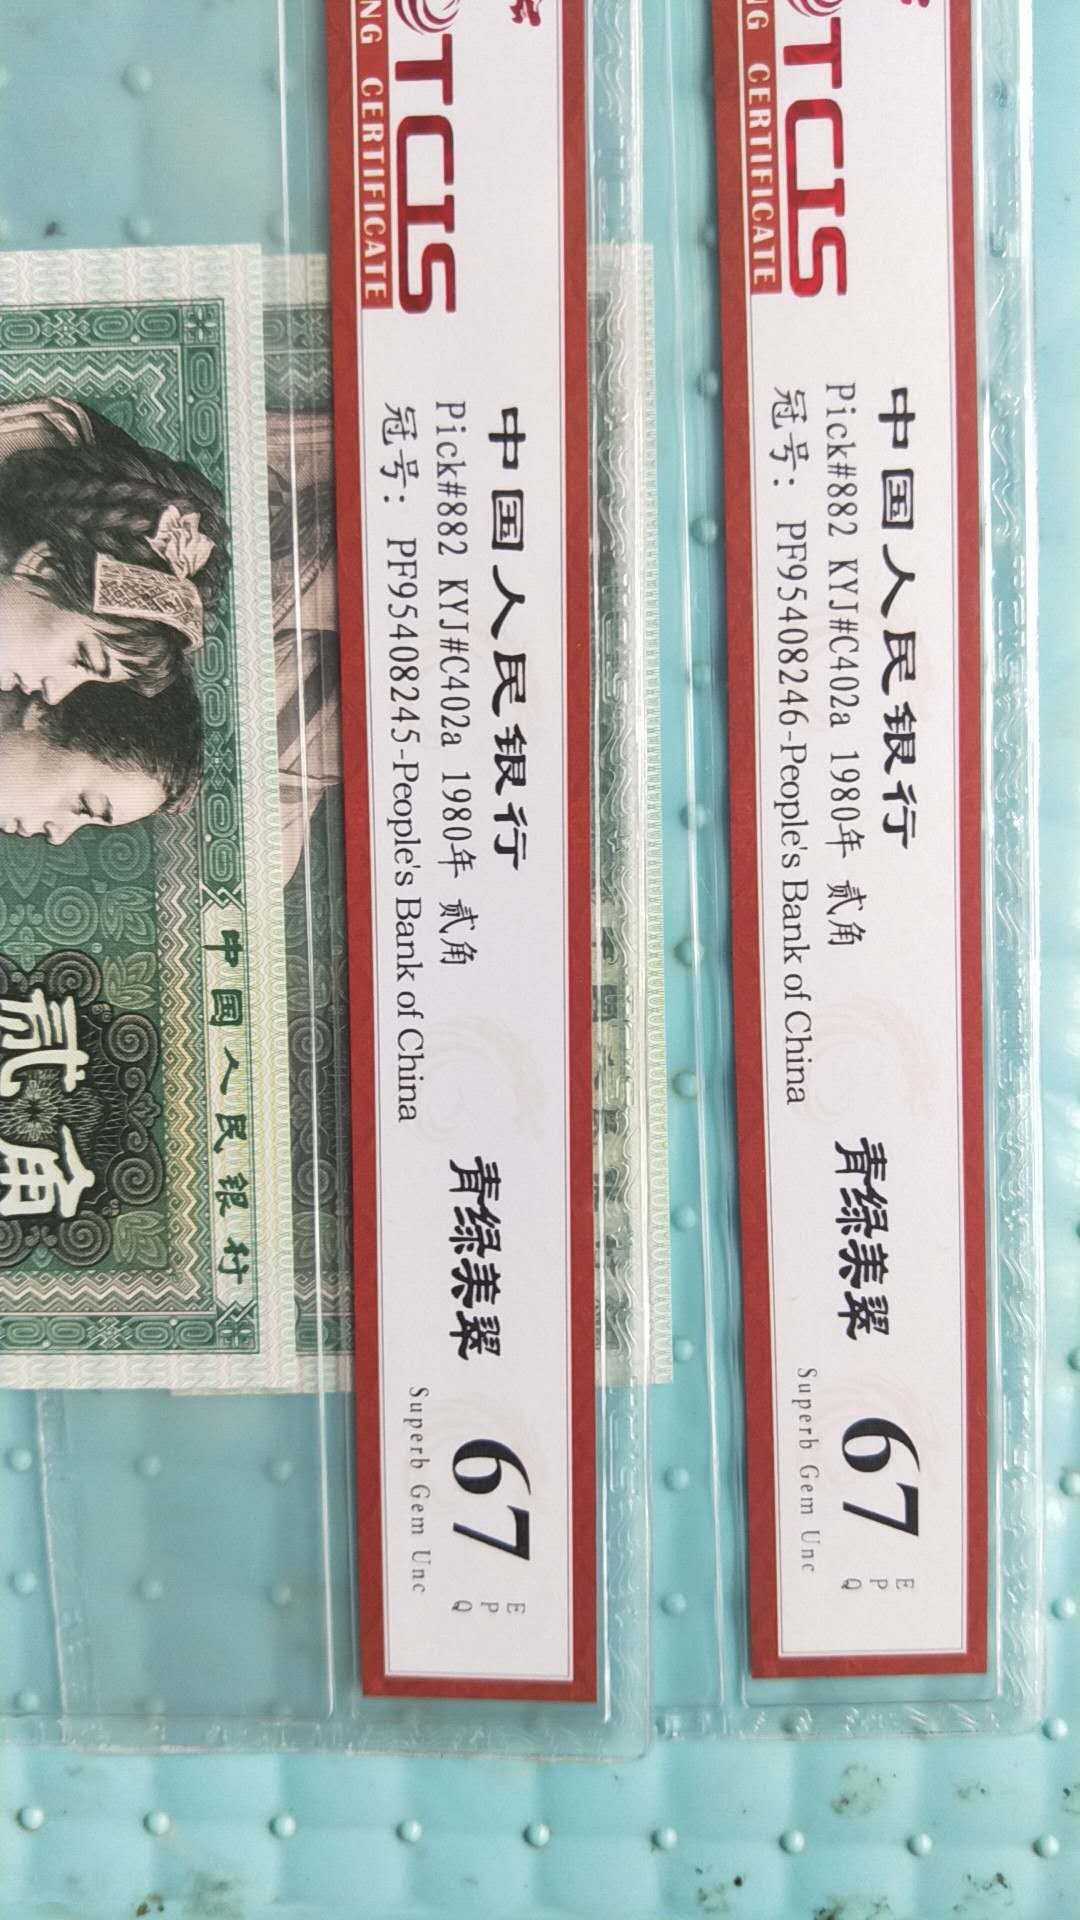 TCIS
NG CERTIFICATE
中国人民银行
Pick#882 KYJ#C402a 1980年 贰角
冠号: PF95408246-People's Bank of China
青绿美翠
67
EPQ
Superb Gem Unc
TCIS
NG CERTIFICATE
中国人民银行
Pick#882 KYJ#C402a 1980年 贰角
冠号: PF95408245-People's Bank of China
青绿美翠
67
EPQ
Superb Gem Unc
中国人民银行
贰角